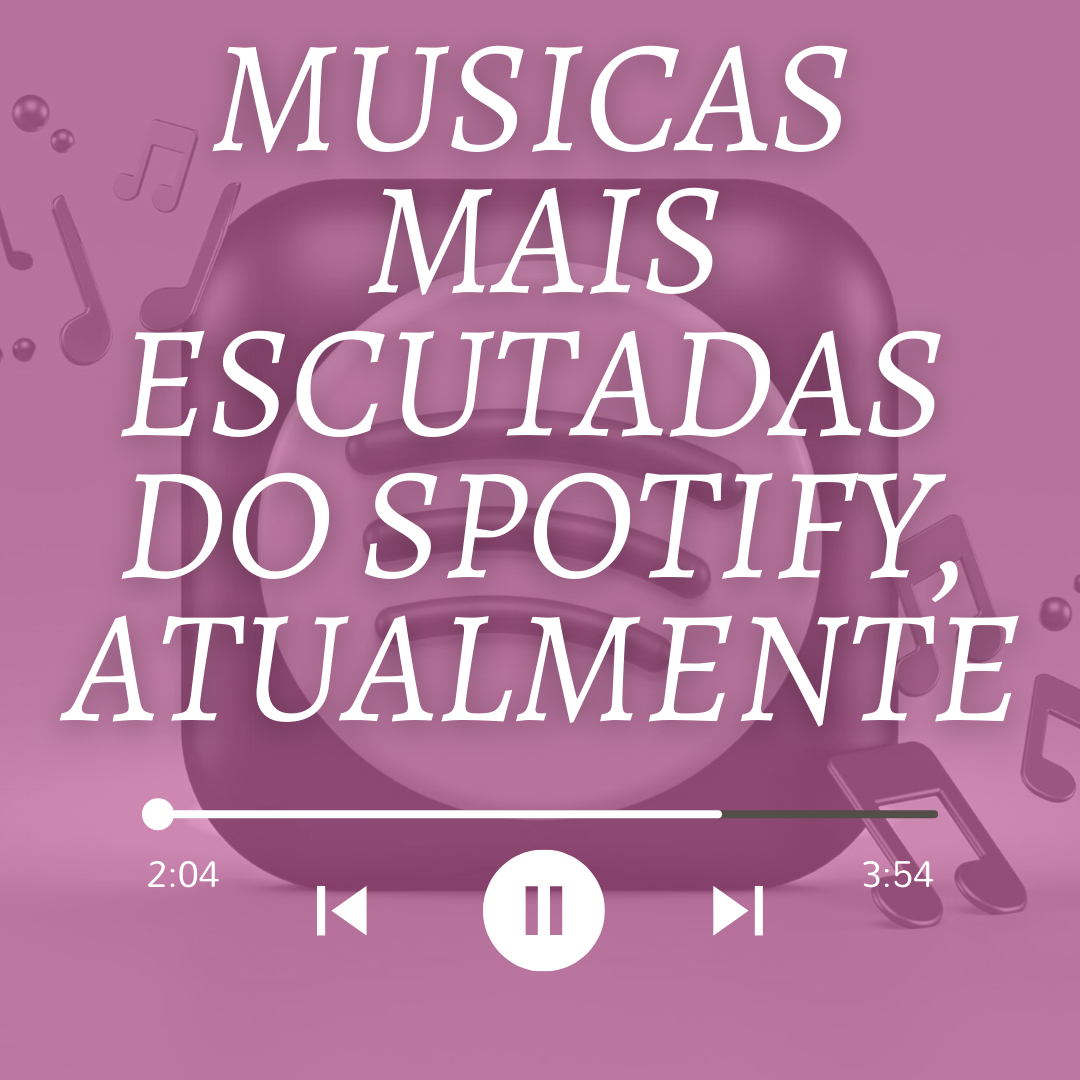 MUSICAS
MAIS
ESCUTADAS
DO SPOTIFY,
ATUALMENTE
2:04
3:54